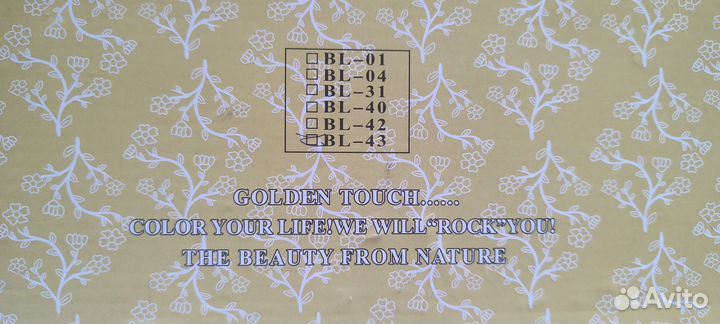 BL-01
BL-04
BL-31
BL-40
BL-42
BL-43
GOLDEN TOUCH......
COLOR YOUR LIFE!WE WILL“ROCK”YOU!
THE BEAUTY FROM NATURE
Avito